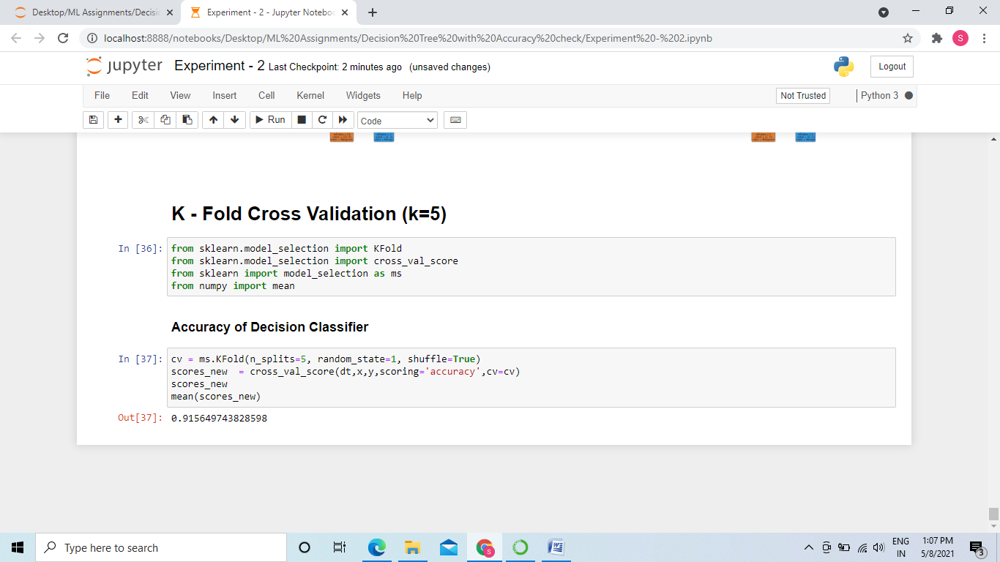 Desktop/ML Assignments/Decisi
Experiment - 2 - Jupyter Noteboo
localhost:8888/notebooks/Desktop/ML%20Assignments/Decision%20Tree%20with%20Accuracy%20check/Experiment%20-%202.ipynb
S
jupyter Experiment - 2 Last Checkpoint: 2 minutes ago (unsaved changes)
Logout
File Edit View Insert Cell Kernel Widgets Help
Not Trusted
Python 3
Run
Code
K - Fold Cross Validation (k=5)
In [36]: from sklearn.model_selection import KFold
from sklearn.model_selection import cross_val_score
from sklearn import model_selection as ms
from numpy import mean
Accuracy of Decision Classifier
In [37]: cv = ms.KFold(n_splits=5, random_state=1, shuffle=True)
scores_new  = cross_val_score(dt,x,y,scoring='accuracy',cv=cv)
scores_new
mean(scores_new)
Out[37]: 0.915649743828598
Type here to search
S
W
ENG
IN
1:07 PM
5/8/2021
3